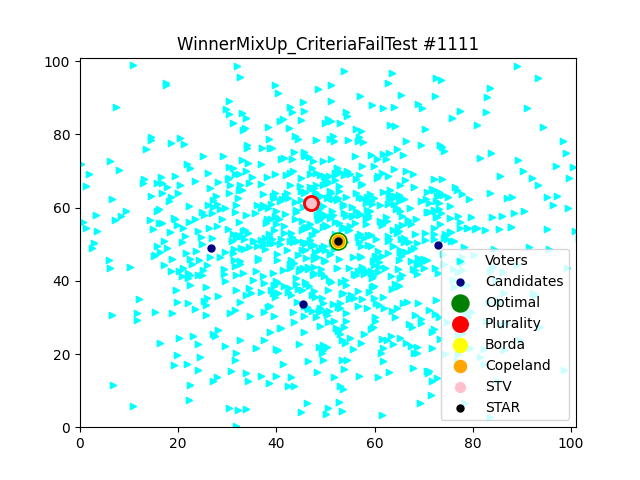 WinnerMixUp_CriteriaFailTest #1111
100
80
60
40
20
0
0 20 40 60 80 100
Voters
Candidates
Optimal
Plurality
Borda
Copeland
STV
STAR